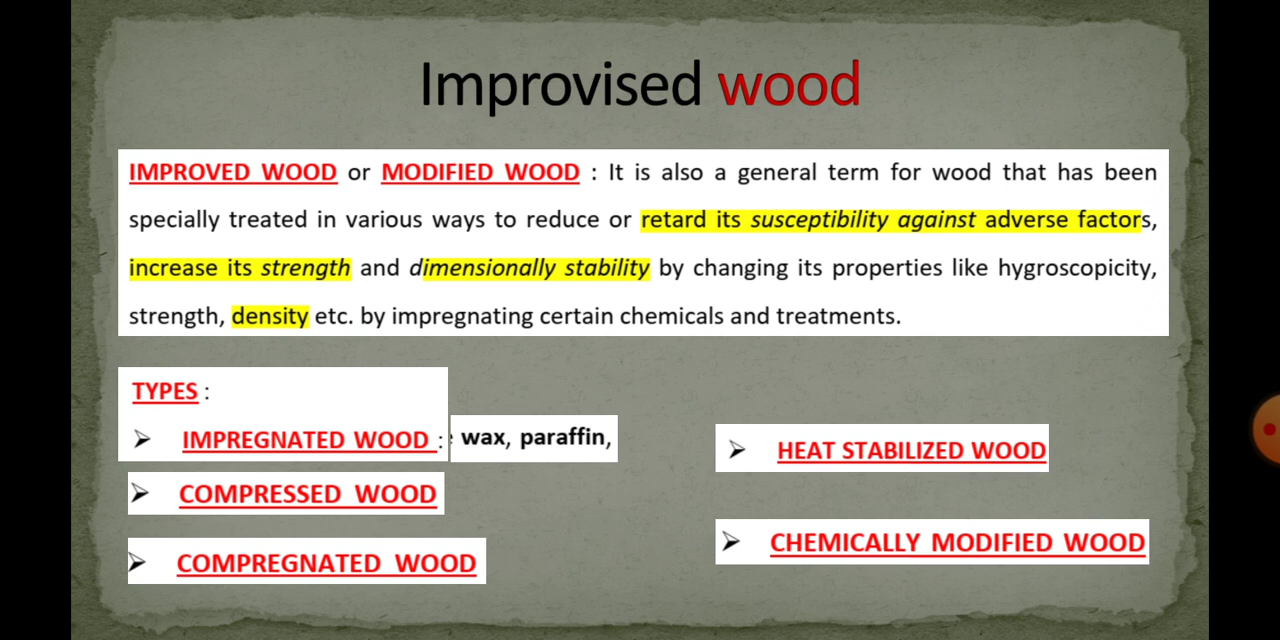 Improvised wood
IMPROVED WOOD or MODIFIED WOOD : It is also a general term for wood that has been
specially treated in various ways to reduce or retard its susceptibility against adverse factors,
increase its strength and dimensionally stability by changing its properties like hygroscopicity,
strength, density etc. by impregnating certain chemicals and treatments.
TYPES :
➢ IMPREGNATED WOOD : wax, paraffin,
➢ COMPRESSED WOOD
➢ COMPREGNATED WOOD
➢ HEAT STABILIZED WOOD
➢ CHEMICALLY MODIFIED WOOD